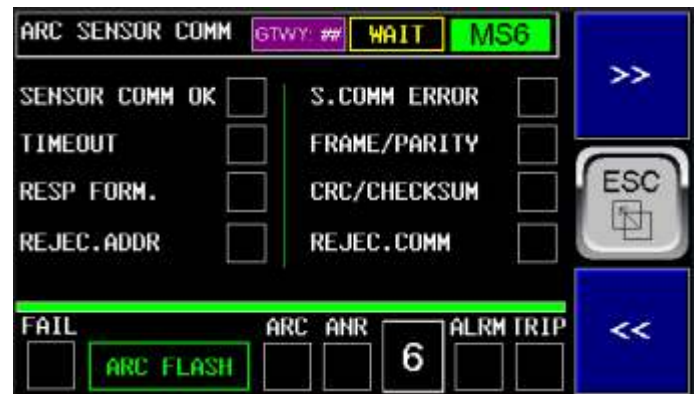 ARC SENSOR COMM GTWY: ## WAIT MS6
>>
SENSOR COMM OK S.COMM ERROR
TIMEOUT FRAME/PARITY
RESP FORM. CRC/CHECKSUM
ESC
REJEC.ADDR REJEC.COMM
FAIL ARC ANR ALRM TRIP
<<
ARC FLASH 6